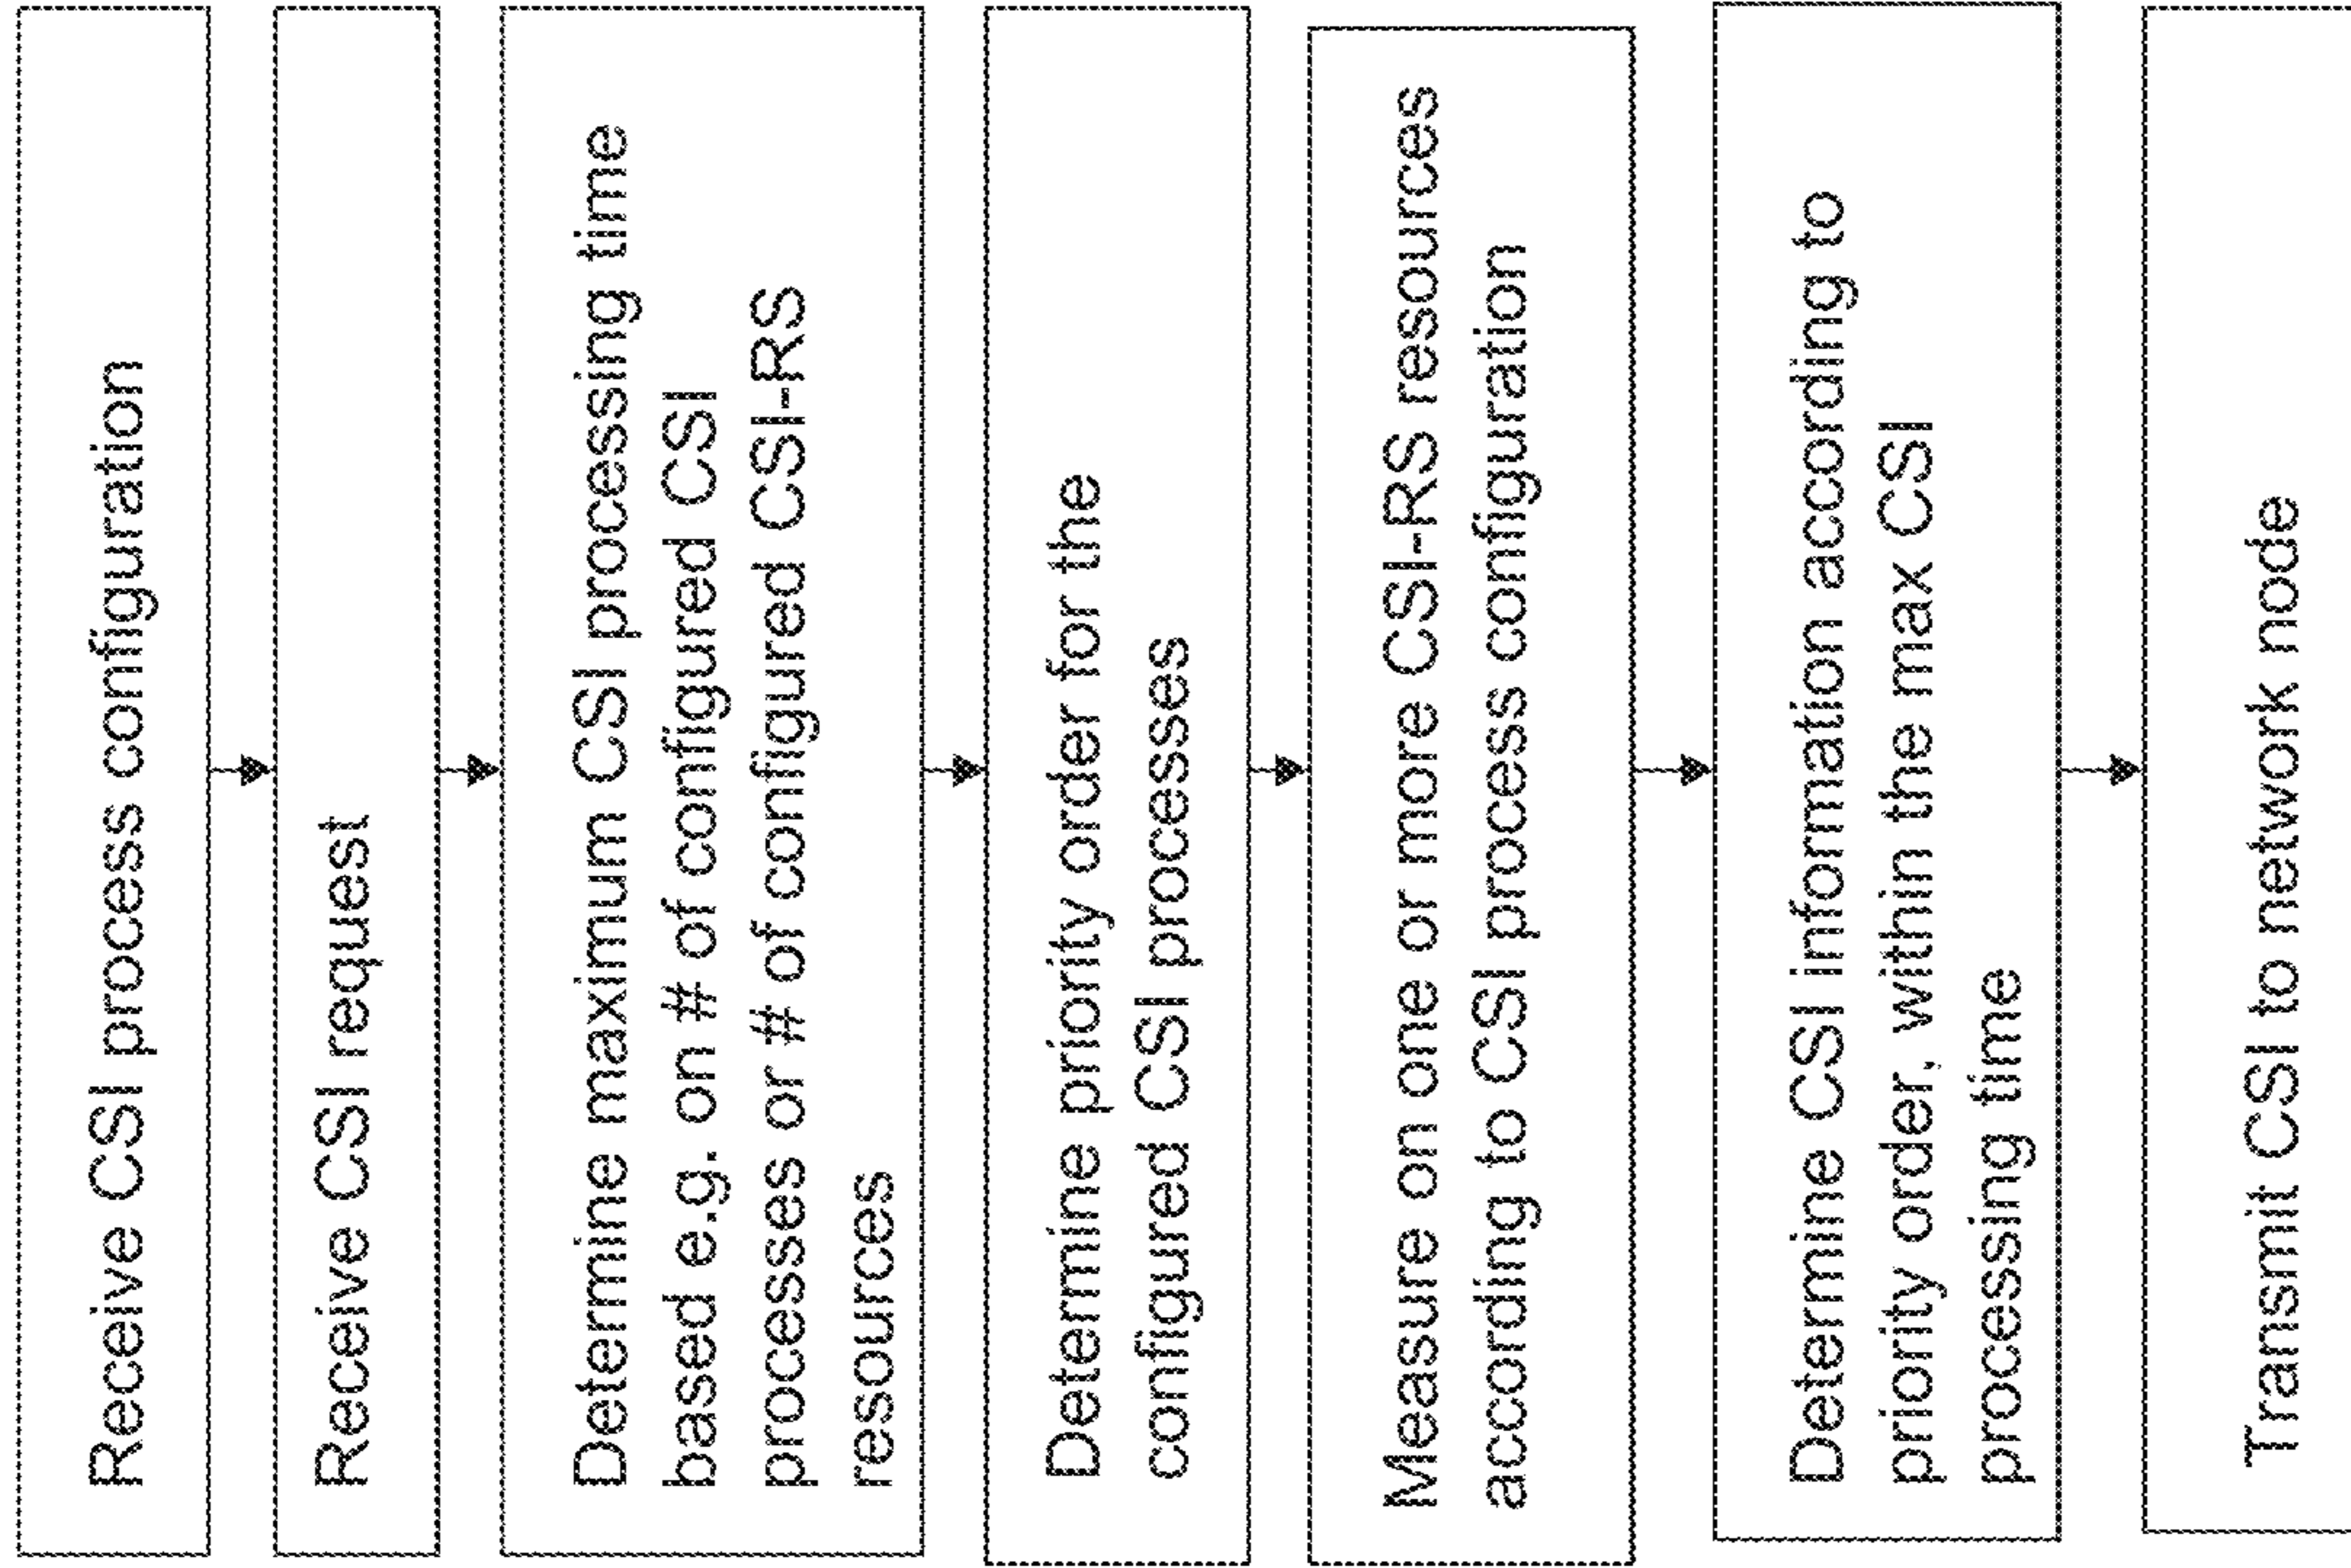 Receive CSI process configuration
Receive CSI request
Determine maximum CSI processing time
based e.g. on # of configured CSI
processes or # of configured CSI-RS
resources
Determine priority order for the
configured CSI processes
Measure on one or more CSI-RS resources
according to CSI process configuration
Determine CSI information according to
priority order, within the max CSI
processing time
Transmit CSI to network node